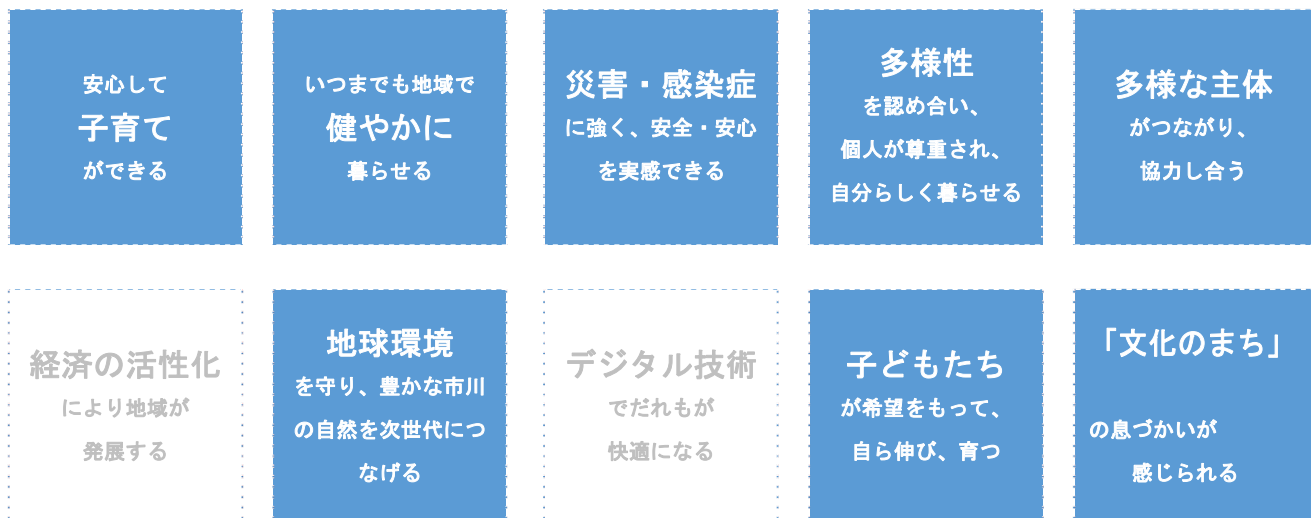 安心して
子育て
ができる
いつまでも地域で
健やかに
暮らせる
災害・感染症
に強く、安全・安心
を実感できる
多様性
を認め合い、
個人が尊重され、
自分らしく暮らせる
多様な主体
がつながり、
協力し合う
経済の活性化
により地域が
発展する
地球環境
を守り、豊かな市川
の自然を次世代につ
なげる
デジタル技術
でだれもが
快適になる
子どもたち
が希望をもって、
自ら伸び、育つ
「文化のまち」
の息づかいが
感じられる